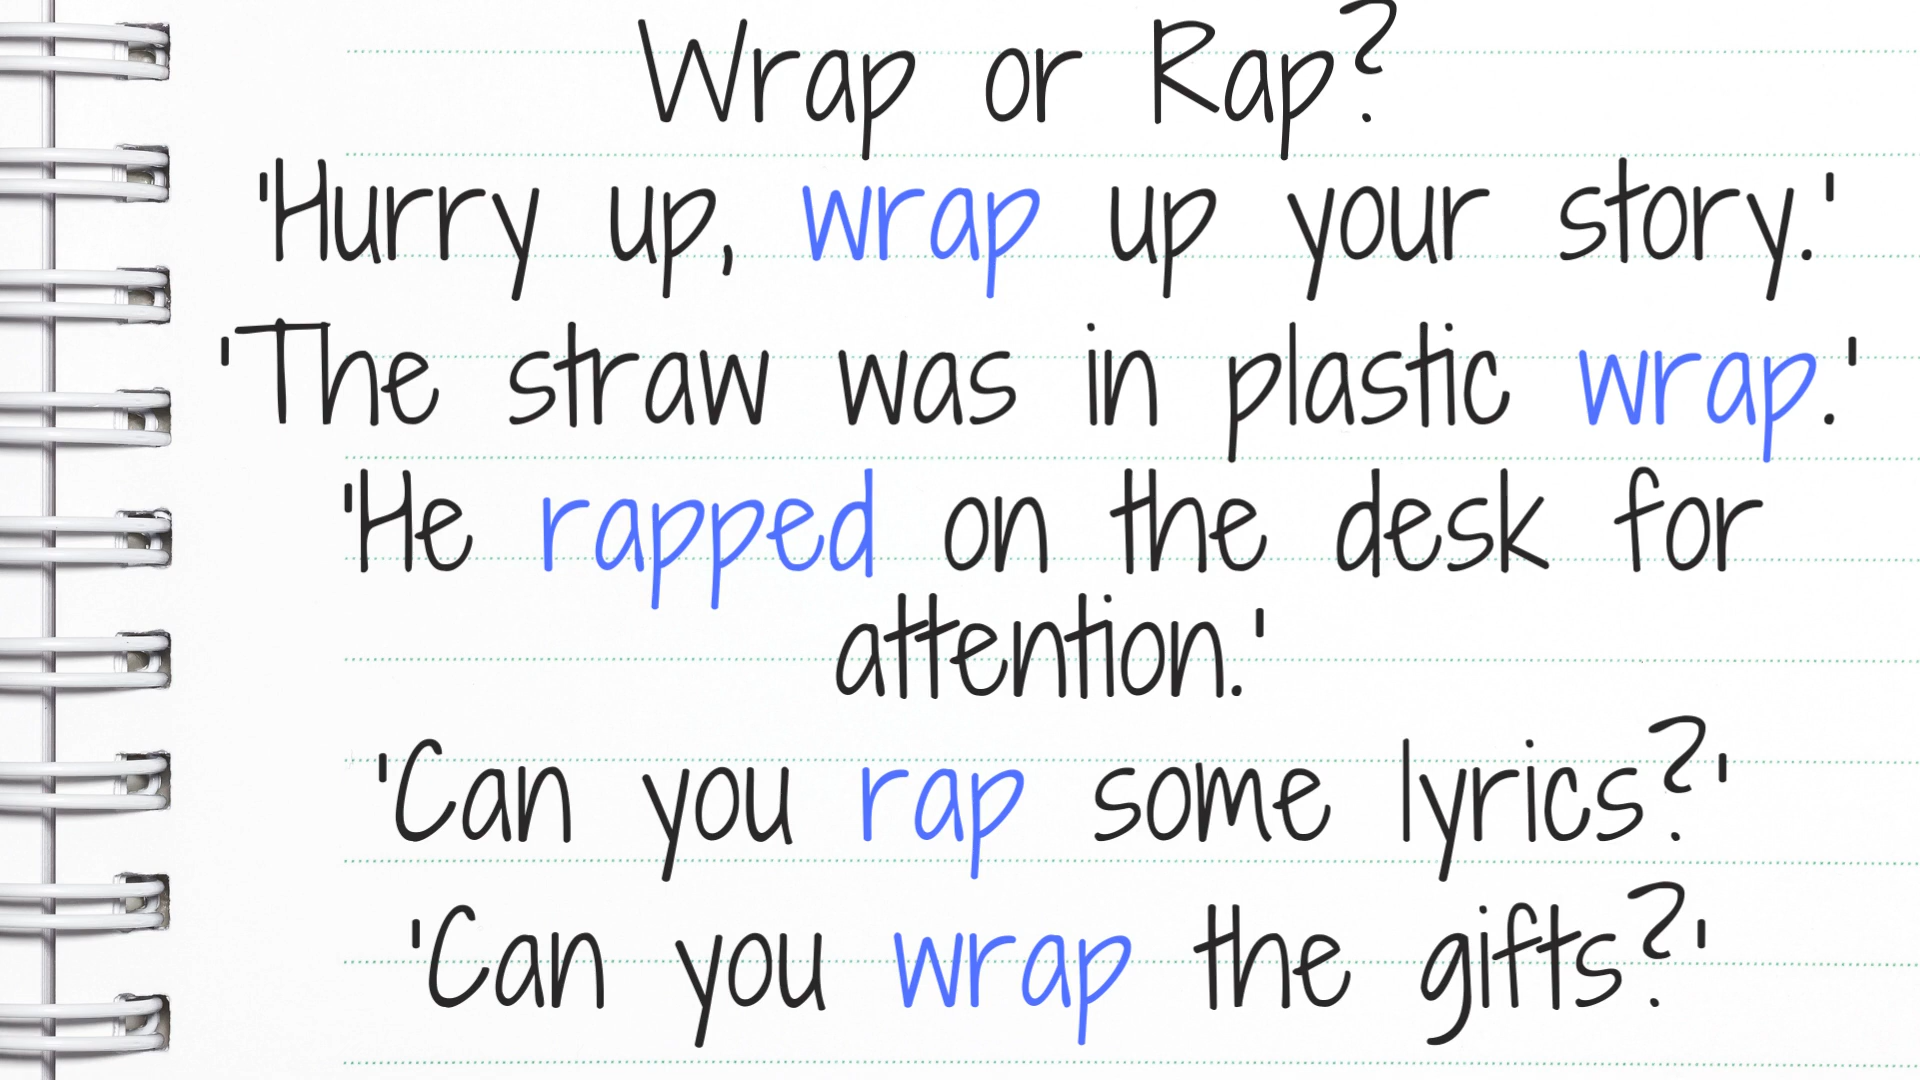 Wrap or Rap?
'Hurry up, wrap up your story.'
'The straw was in plastic wrap.'
'He rapped on the desk for
attention.'
'Can you rap some lyrics?'
'Can you wrap the gifts?'